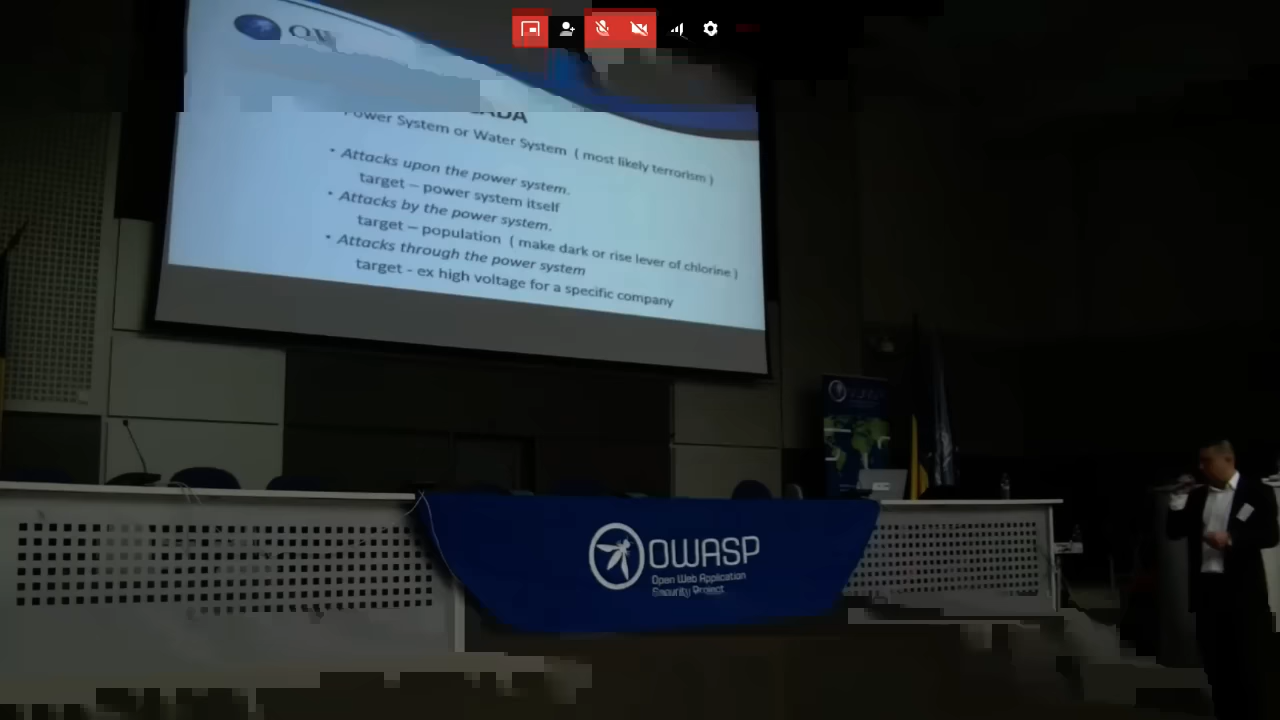 Power System or Water System ( most likely terrorism )
• Attacks upon the power system.
target – power system itself
• Attacks by the power system.
target – population ( make dark or rise lever of chlorine )
• Attacks through the power system
target - ex high voltage for a specific company
OWASP
Open Web Application
Security Project